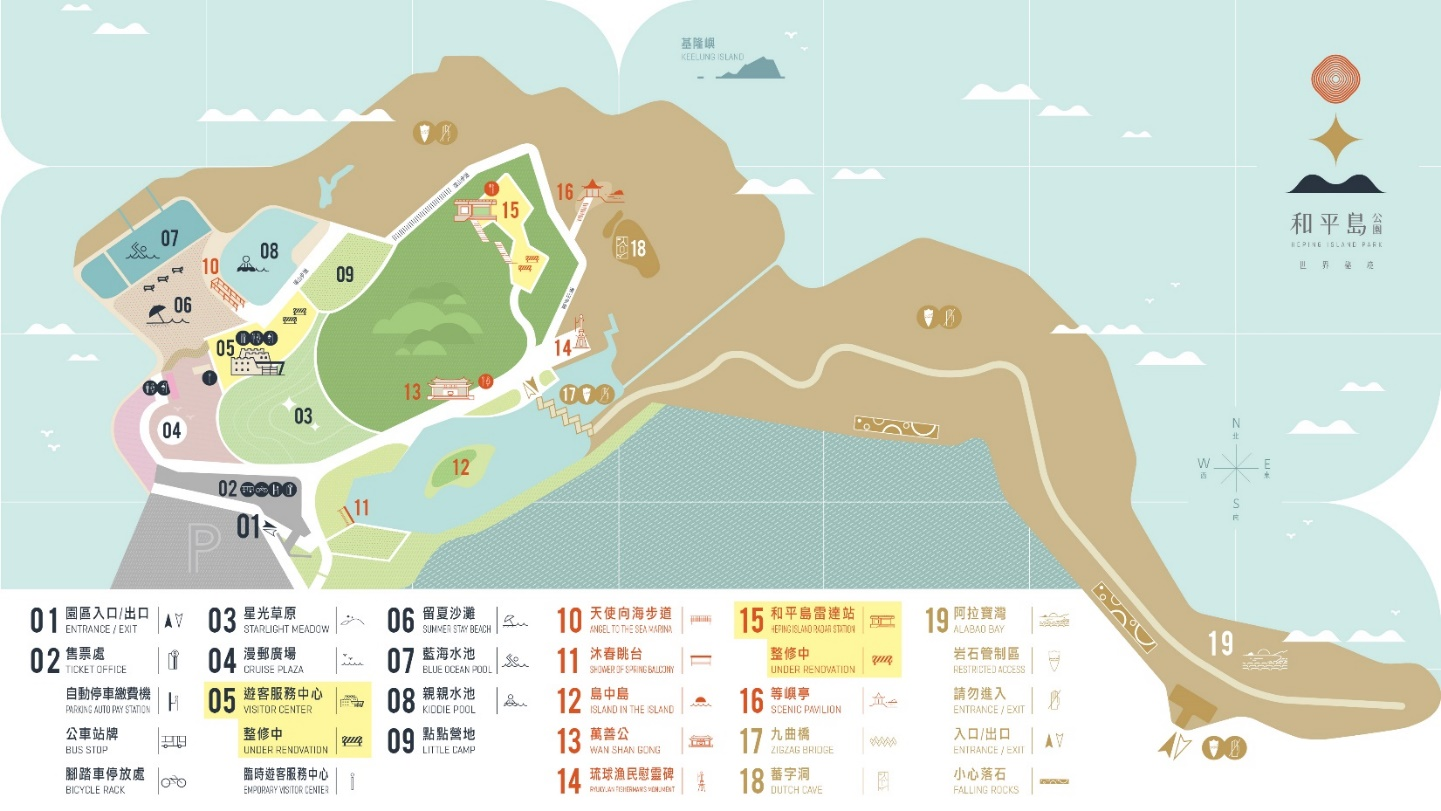 基隆嶼
KEELUNG ISLAND
和平島公園
HEPING ISLAND PARK
世界秘境
07
08
10
06
09
15
16
18
05
14
17
13
03
04
12
02
11
01
P
19
N
北
W
西
E
東
S
01 園區入口/出口
ENTRANCE / EXIT
02 售票處
TICKET OFFICE
自動停車繳費機
PARKING AUTO PAY STATION
公車站牌
BUS STOP
腳踏車停放處
BICYCLE RACK
03 星光草原
STARLIGHT MEADOW
04 漫郵廣場
CRUISE PLAZA
05 遊客服務中心
VISITOR CENTER
整修中
UNDER RENOVATION
臨時遊客服務中心
EMPORARY VISITOR CENTER
06 留夏沙灘
SUMMER STAY BEACH
07 藍海水池
BLUE OCEAN POOL
08 親親水池
KIDDIE POOL
09 點點營地
LITTLE CAMP
10 天使向海步道
ANGEL TO THE SEA MARINA
11 沐春眺台
SHOWER OF SPRING BALCONY
12 島中島
ISLAND IN THE ISLAND
13 萬善公
WAN SHAN GONG
14 琉球漁民慰靈碑
RYUKYUAN FISHERMAN'S MONUMENT
15 和平島雷達站
HEPING ISLAND RADAR STATION
整修中
UNDER RENOVATION
16 等嶼亭
SCENIC PAVILION
17 九曲橋
ZIGZAG BRIDGE
18 蕃字洞
DUTCH CAVE
19 阿拉寶灣
ALABAO BAY
岩石管制區
RESTRICTED ACCESS
請勿進入
ENTRANCE / EXIT
入口/出口
ENTRANCE / EXIT
小心落石
FALLING ROCKS